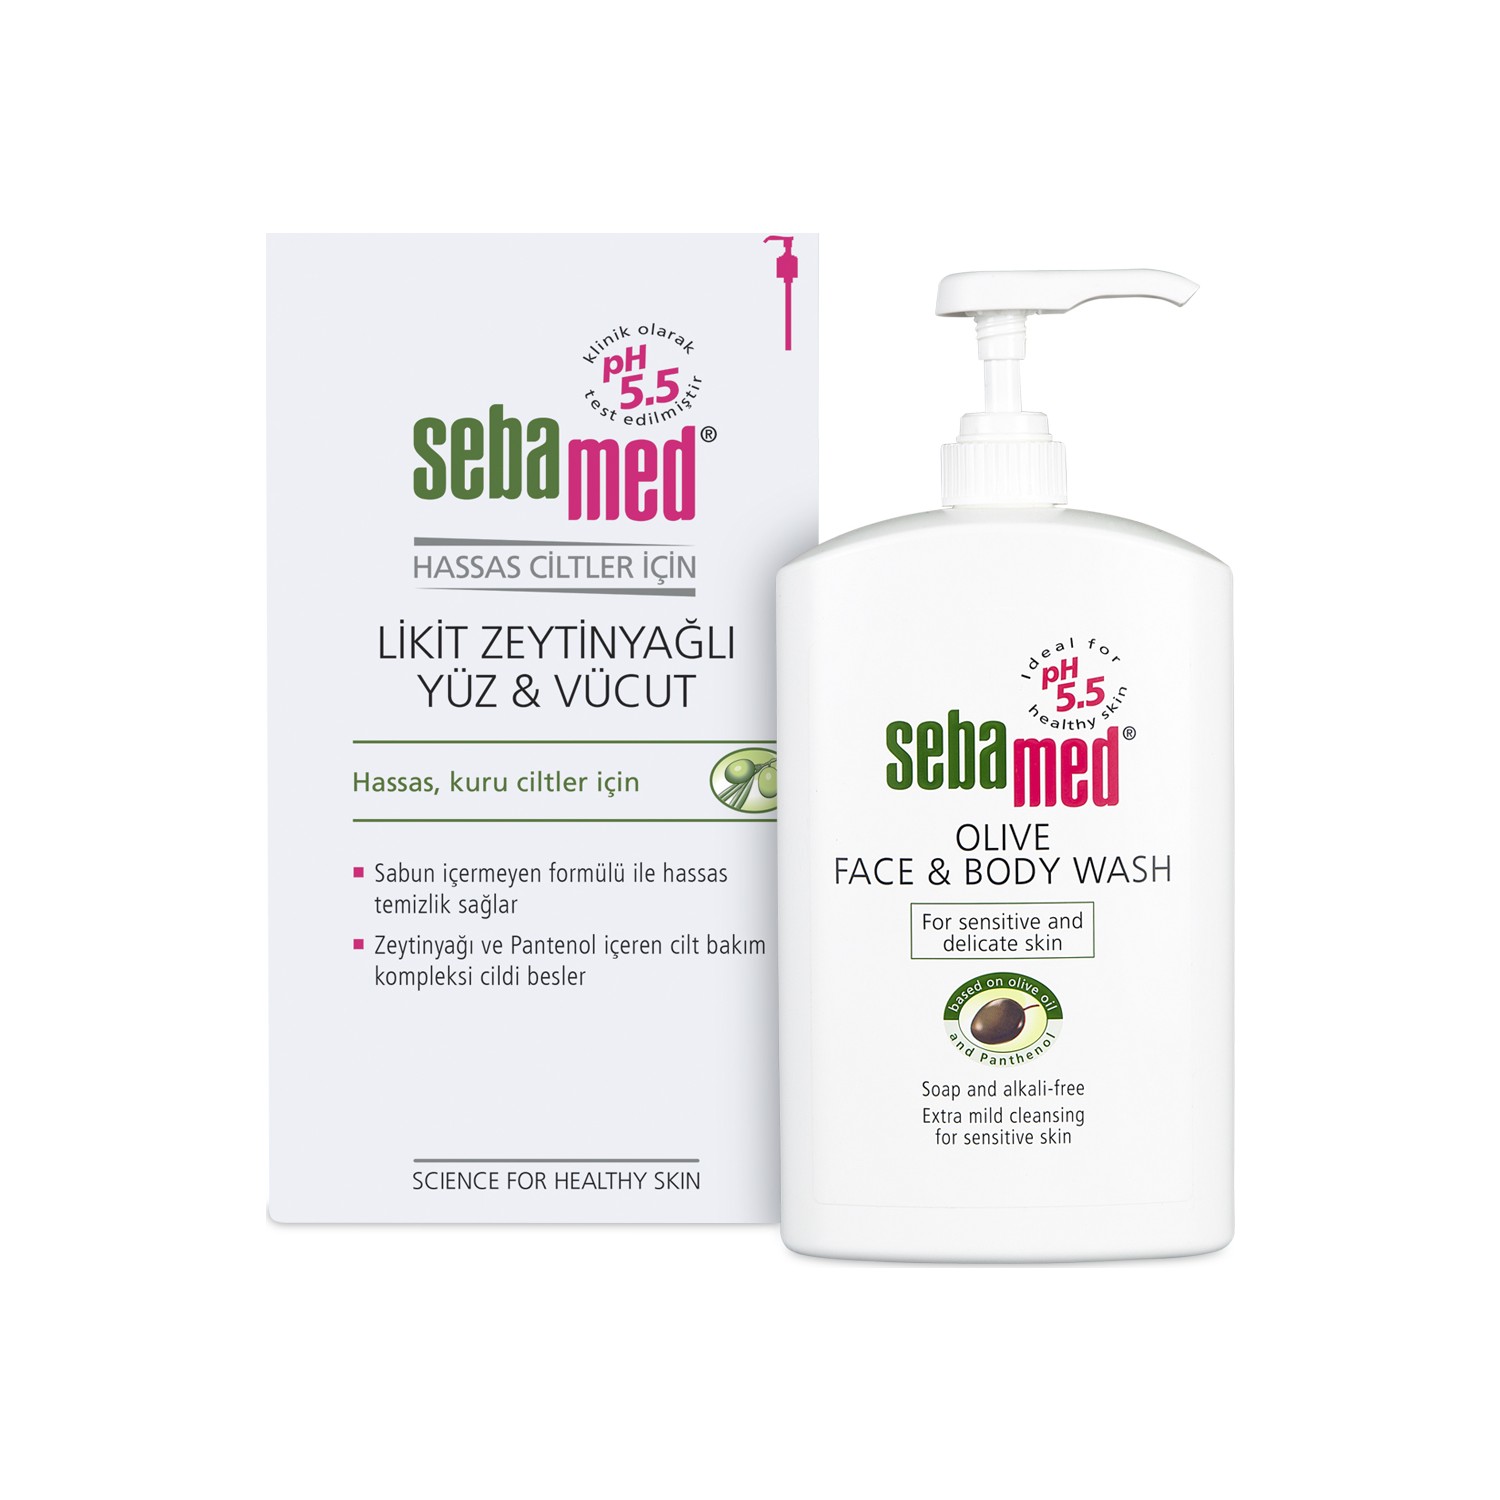 klinik olarak
pH
5.5
test edilmiştir
sebamed®
HASSAS CİLTLER İÇİN
LİKİT ZEYTİNYAĞLI
YÜZ & VÜCUT
Hassas, kuru ciltler için
▪ Sabun içermeyen formülü ile hassas
temizlik sağlar
▪ Zeytinyağı ve Pantenol içeren cilt bakım
kompleksi cildi besler
SCIENCE FOR HEALTHY SKIN
Ideal for
pH
5.5
healthy skin
sebamed®
OLIVE
FACE & BODY WASH
For sensitive and
delicate skin
based on olive oil
and Panthenol
Soap and alkali-free
Extra mild cleansing
for sensitive skin